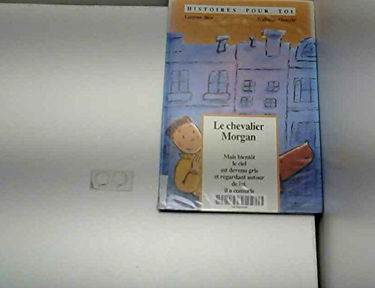 HISTOIRES POUR TOI
Le chevalier
Morgan
Mais bientôt
le ciel
est devenu gris
et regardant autour
de lui,
il a